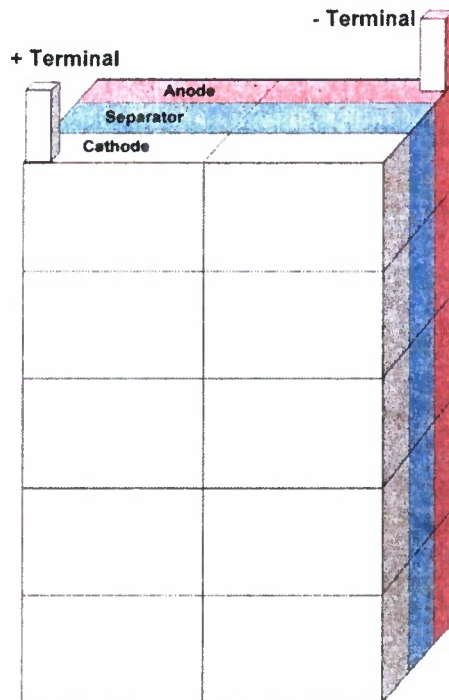 - Terminal
+ Terminal
Anode
Separator
Cathode